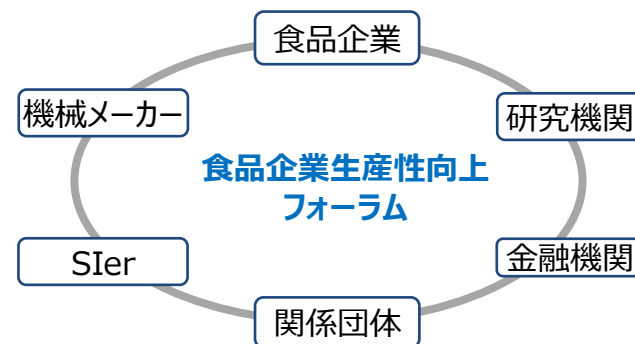 食品企業
機械メーカー
研究機関
食品企業生産性向上
フォーラム
SIer
金融機関
関係団体